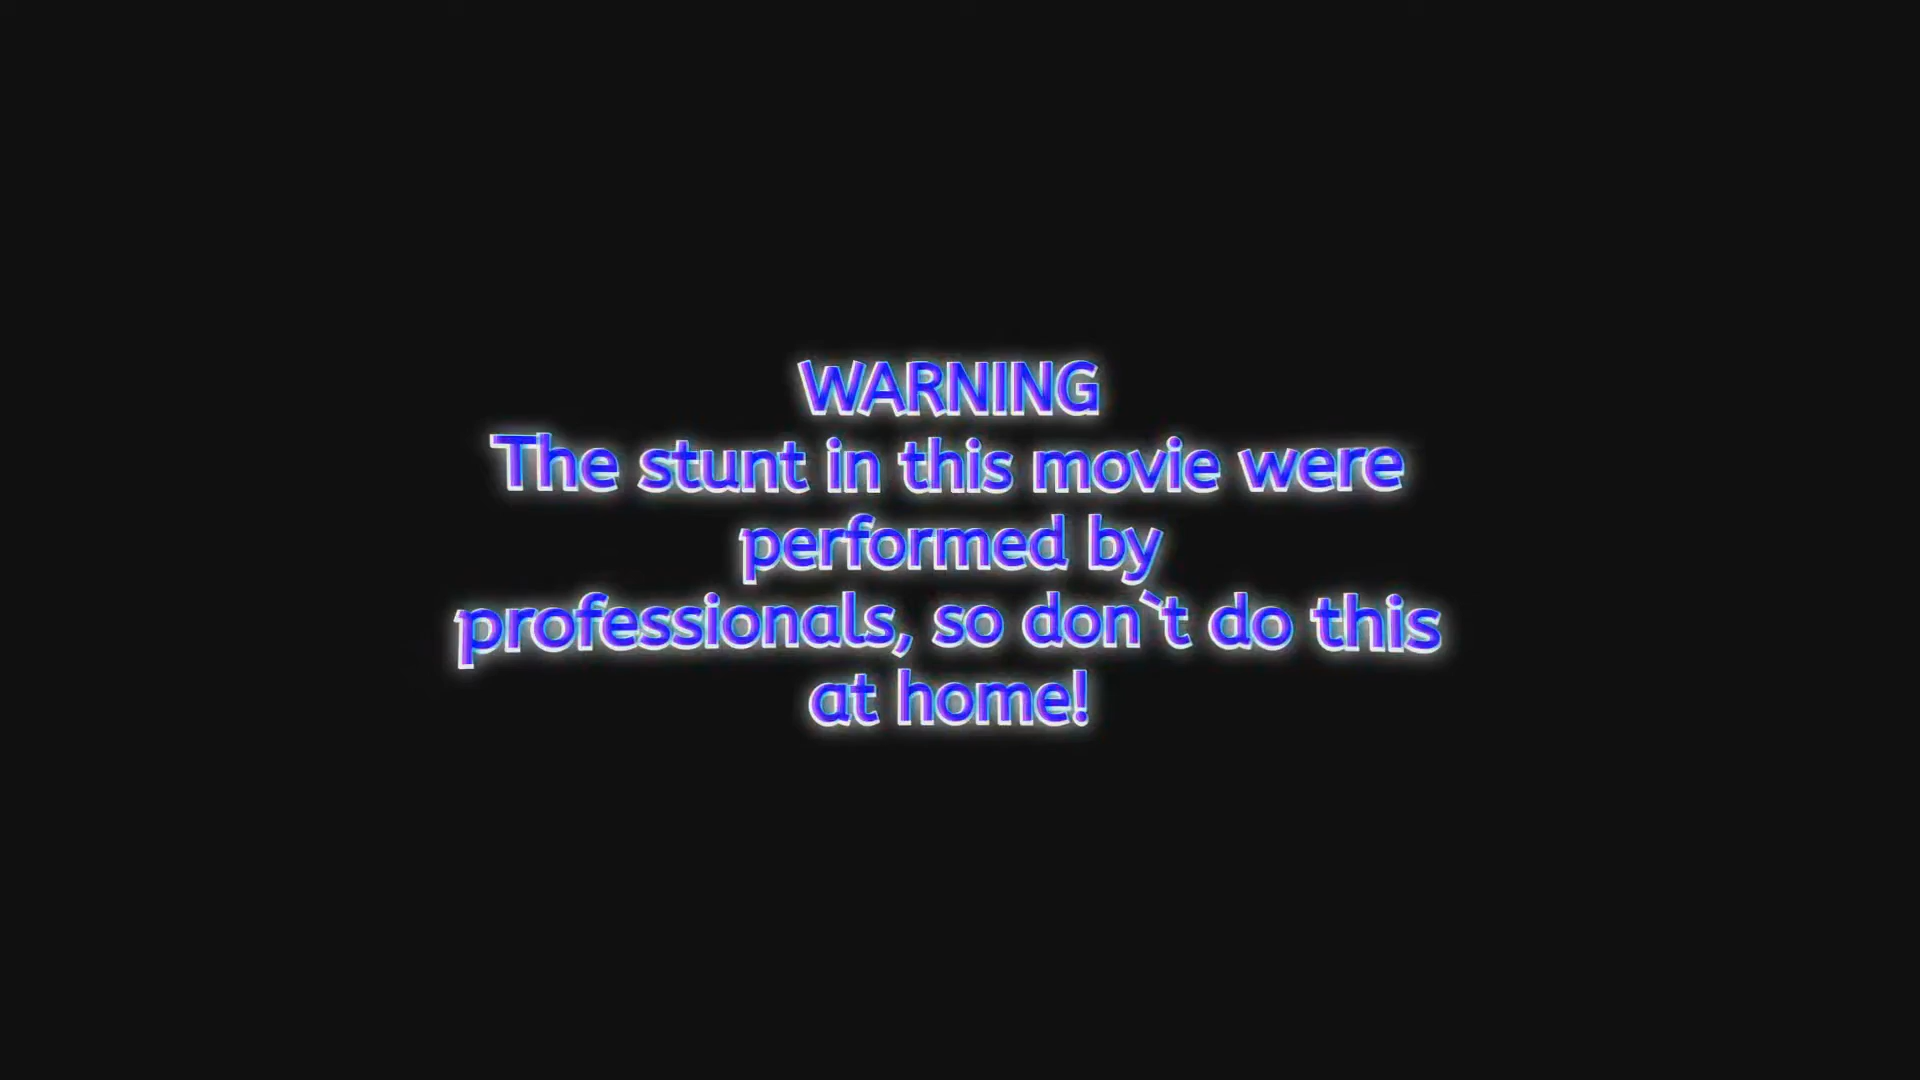 WARNING
The stunt in this movie were
performed by
professionals, so don`t do this
at home!